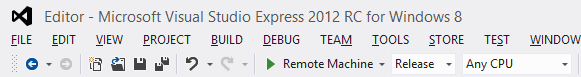 Editor - Microsoft Visual Studio Express 2012 RC for Windows 8
FILE EDIT VIEW PROJECT BUILD DEBUG TEAM TOOLS STORE TEST WINDOW
Remote Machine Release Any CPU